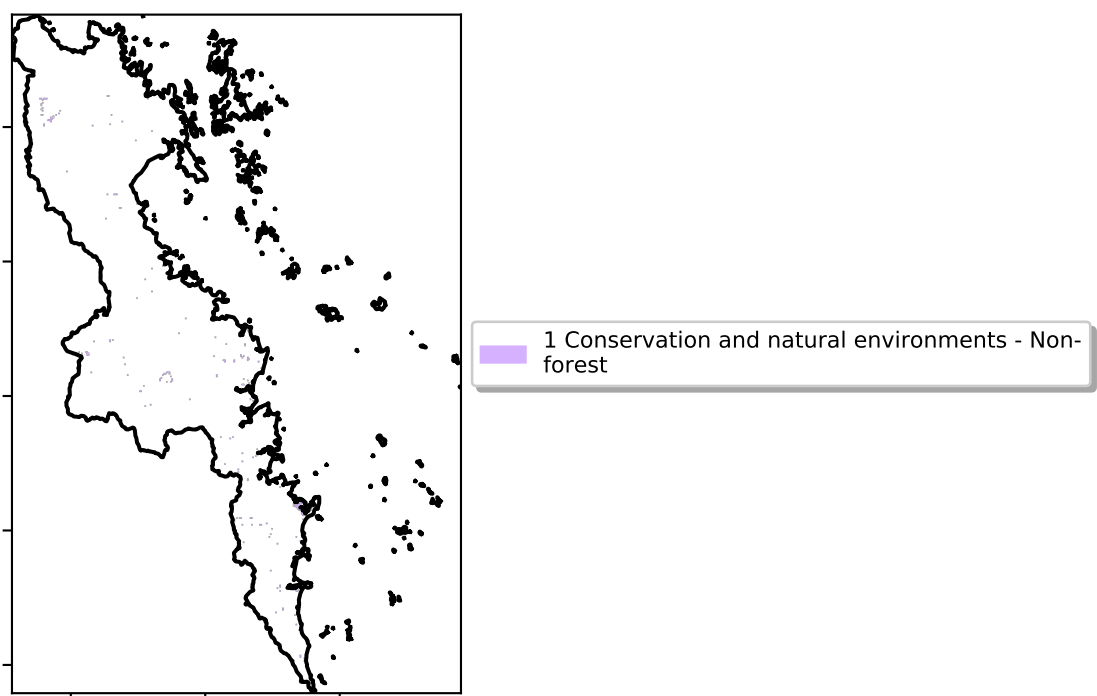 1 Conservation and natural environments - Non-
forest